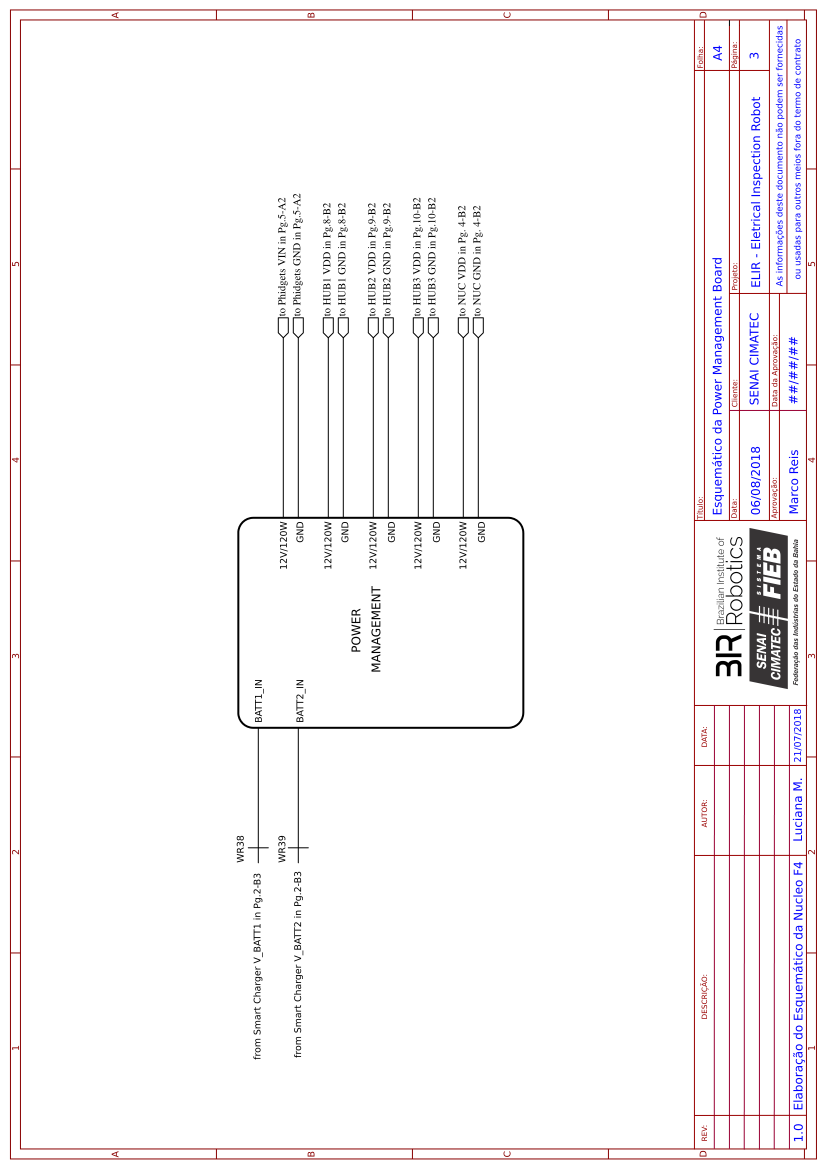 A
B
C
D
1
2
3
4
5
from Smart Charger V_BATT1 in Pg.2-B3
WR38
from Smart Charger V_BATT2 in Pg.2-B3
WR39
BATT1_IN
BATT2_IN
POWER
MANAGEMENT
12V/120W
to Phidgets VIN in Pg.5-A2
GND
to Phidgets GND in Pg.5-A2
12V/120W
to HUB1 VDD in Pg.8-B2
GND
to HUB1 GND in Pg.8-B2
12V/120W
to HUB2 VDD in Pg.9-B2
GND
to HUB2 GND in Pg.9-B2
12V/120W
to HUB3 VDD in Pg.10-B2
GND
to HUB3 GND in Pg.10-B2
12V/120W
to NUC VDD in Pg. 4-B2
GND
to NUC GND in Pg. 4-B2
REV:
DESCRIÇÃO:
AUTOR:
DATA:
1.0
Elaboração do Esquemático da Nucleo F4
Luciana M.
21/07/2018
BIR
Brazilian Institute of
Robotics
SENAI
CIMATEC
SISTEMA
FIEB
Federação das Indústrias do Estado da Bahia
Título:
Esquemático da Power Management Board
Folha:
A4
Data:
06/08/2018
Cliente:
SENAI CIMATEC
Projeto:
ELIR - Eletrical Inspection Robot
Página:
3
Aprovação:
Marco Reis
Data da Aprovação:
##/##/##
As informações deste documento não podem ser fornecidas
ou usadas para outros meios fora do termo de contrato
A
B
C
D
1
2
3
4
5